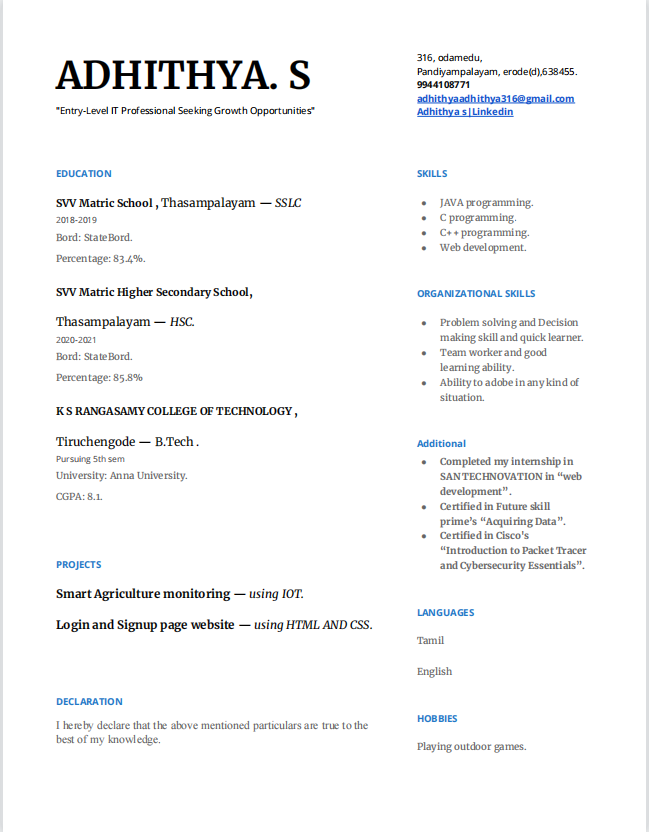 ADHITHYA. S
"Entry-Level IT Professional Seeking Growth Opportunities"
316, odamedu,
Pandiyampalayam, erode(d),638455.
9944108771
adhithyaadhithya316@gmail.com
Adhithya s|Linkedin
EDUCATION
SVV Matric School , Thasampalayam — SSLC
2018-2019
Bord: StateBord.
Percentage: 83.4%.
SVV Matric Higher Secondary School,
Thasampalayam — HSC.
2020-2021
Bord: StateBord.
Percentage: 85.8%
K S RANGASAMY COLLEGE OF TECHNOLOGY ,
Tiruchengode — B.Tech .
Pursuing 5th sem
University: Anna University.
CGPA: 8.1.
PROJECTS
Smart Agriculture monitoring — using IOT.
Login and Signup page website — using HTML AND CSS.
DECLARATION
I hereby declare that the above mentioned particulars are true to the
best of my knowledge.
SKILLS
● JAVA programming.
● C programming.
● C++ programming.
● Web development.
ORGANIZATIONAL SKILLS
● Problem solving and Decision
making skill and quick learner.
● Team worker and good
learning ability.
● Ability to adobe in any kind of
situation.
Additional
● Completed my internship in
SAN TECHNOVATION in “web
development”.
● Certified in Future skill
prime's “Acquiring Data”.
● Certified in Cisco's
“Introduction to Packet Tracer
and Cybersecurity Essentials”.
LANGUAGES
Tamil
English
HOBBIES
Playing outdoor games.